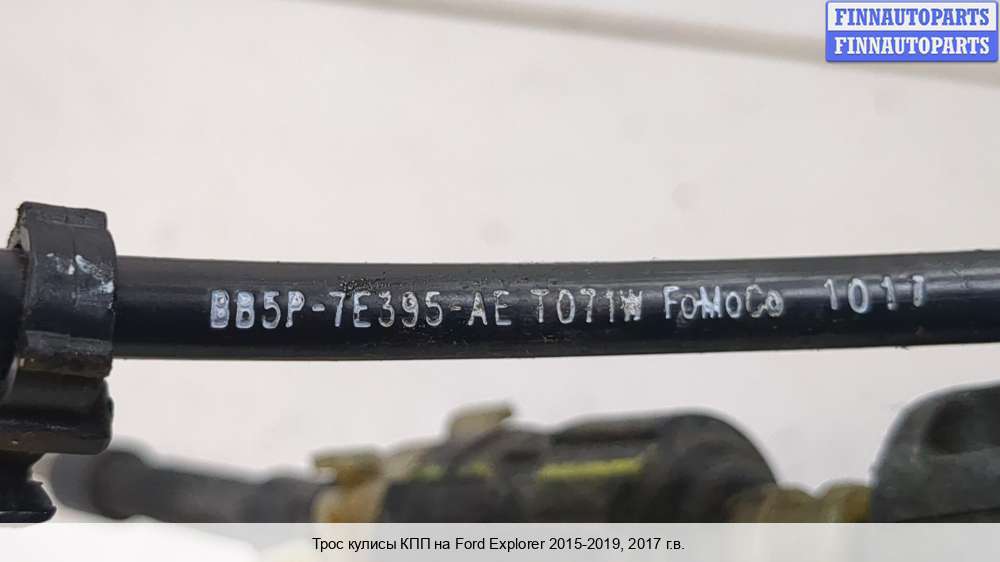 FINNAUTOPARTS
FINNAUTOPARTS
BB5P-7E395-AE T071W FoMoCo 1017
Трос кулисы КПП на Ford Explorer 2015-2019, 2017 г.в.